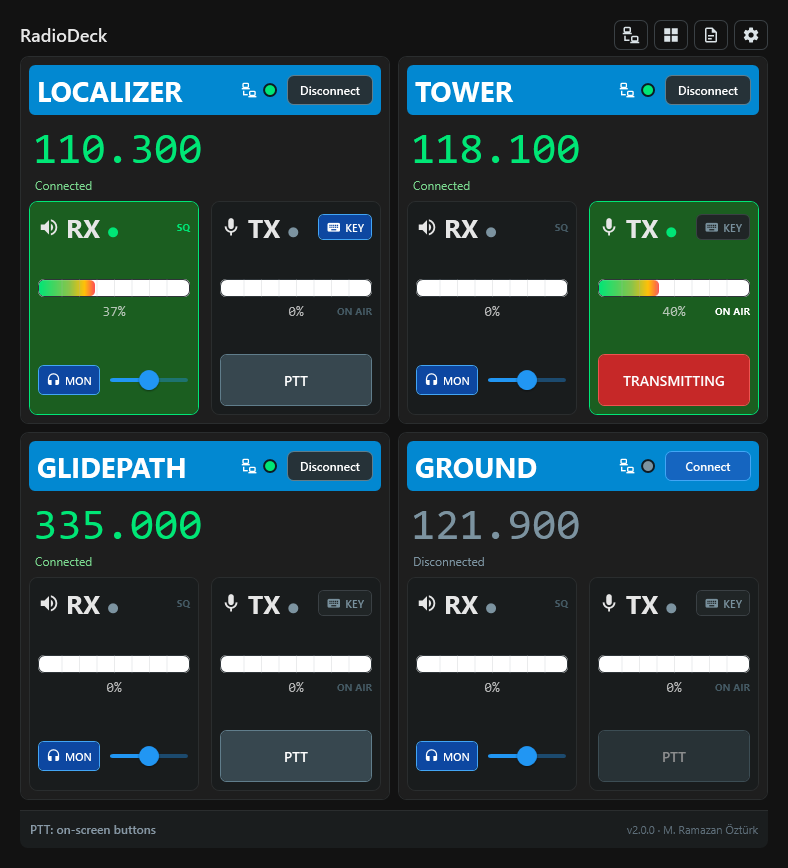 RadioDeck
LOCALIZER Disconnect
110.300
Connected
RX SQ
37%
MON
TX KEY
0% ON AIR
PTT
TOWER Disconnect
118.100
Connected
RX SQ
0%
MON
TX KEY
40% ON AIR
TRANSMITTING
GLIDEPATH Disconnect
335.000
Connected
RX SQ
0%
MON
TX KEY
0% ON AIR
PTT
GROUND Connect
121.900
Disconnected
RX SQ
0%
MON
TX KEY
0% ON AIR
PTT
PTT: on-screen buttons
v2.0.0 · M. Ramazan Öztürk